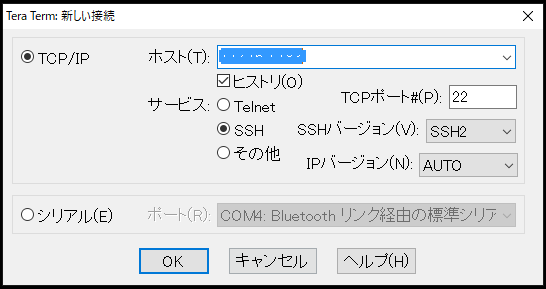 Tera Term: 新しい接続
TCP/IP
ホスト(T):
ヒストリ(O)
サービス:
Telnet
TCPポート#(P): 22
SSH
SSHバージョン(V): SSH2
その他
IPバージョン(N): AUTO
シリアル(E)
ポート(R): COM4: Bluetooth リンク経由の標準シリア
OK
キャンセル
ヘルプ(H)